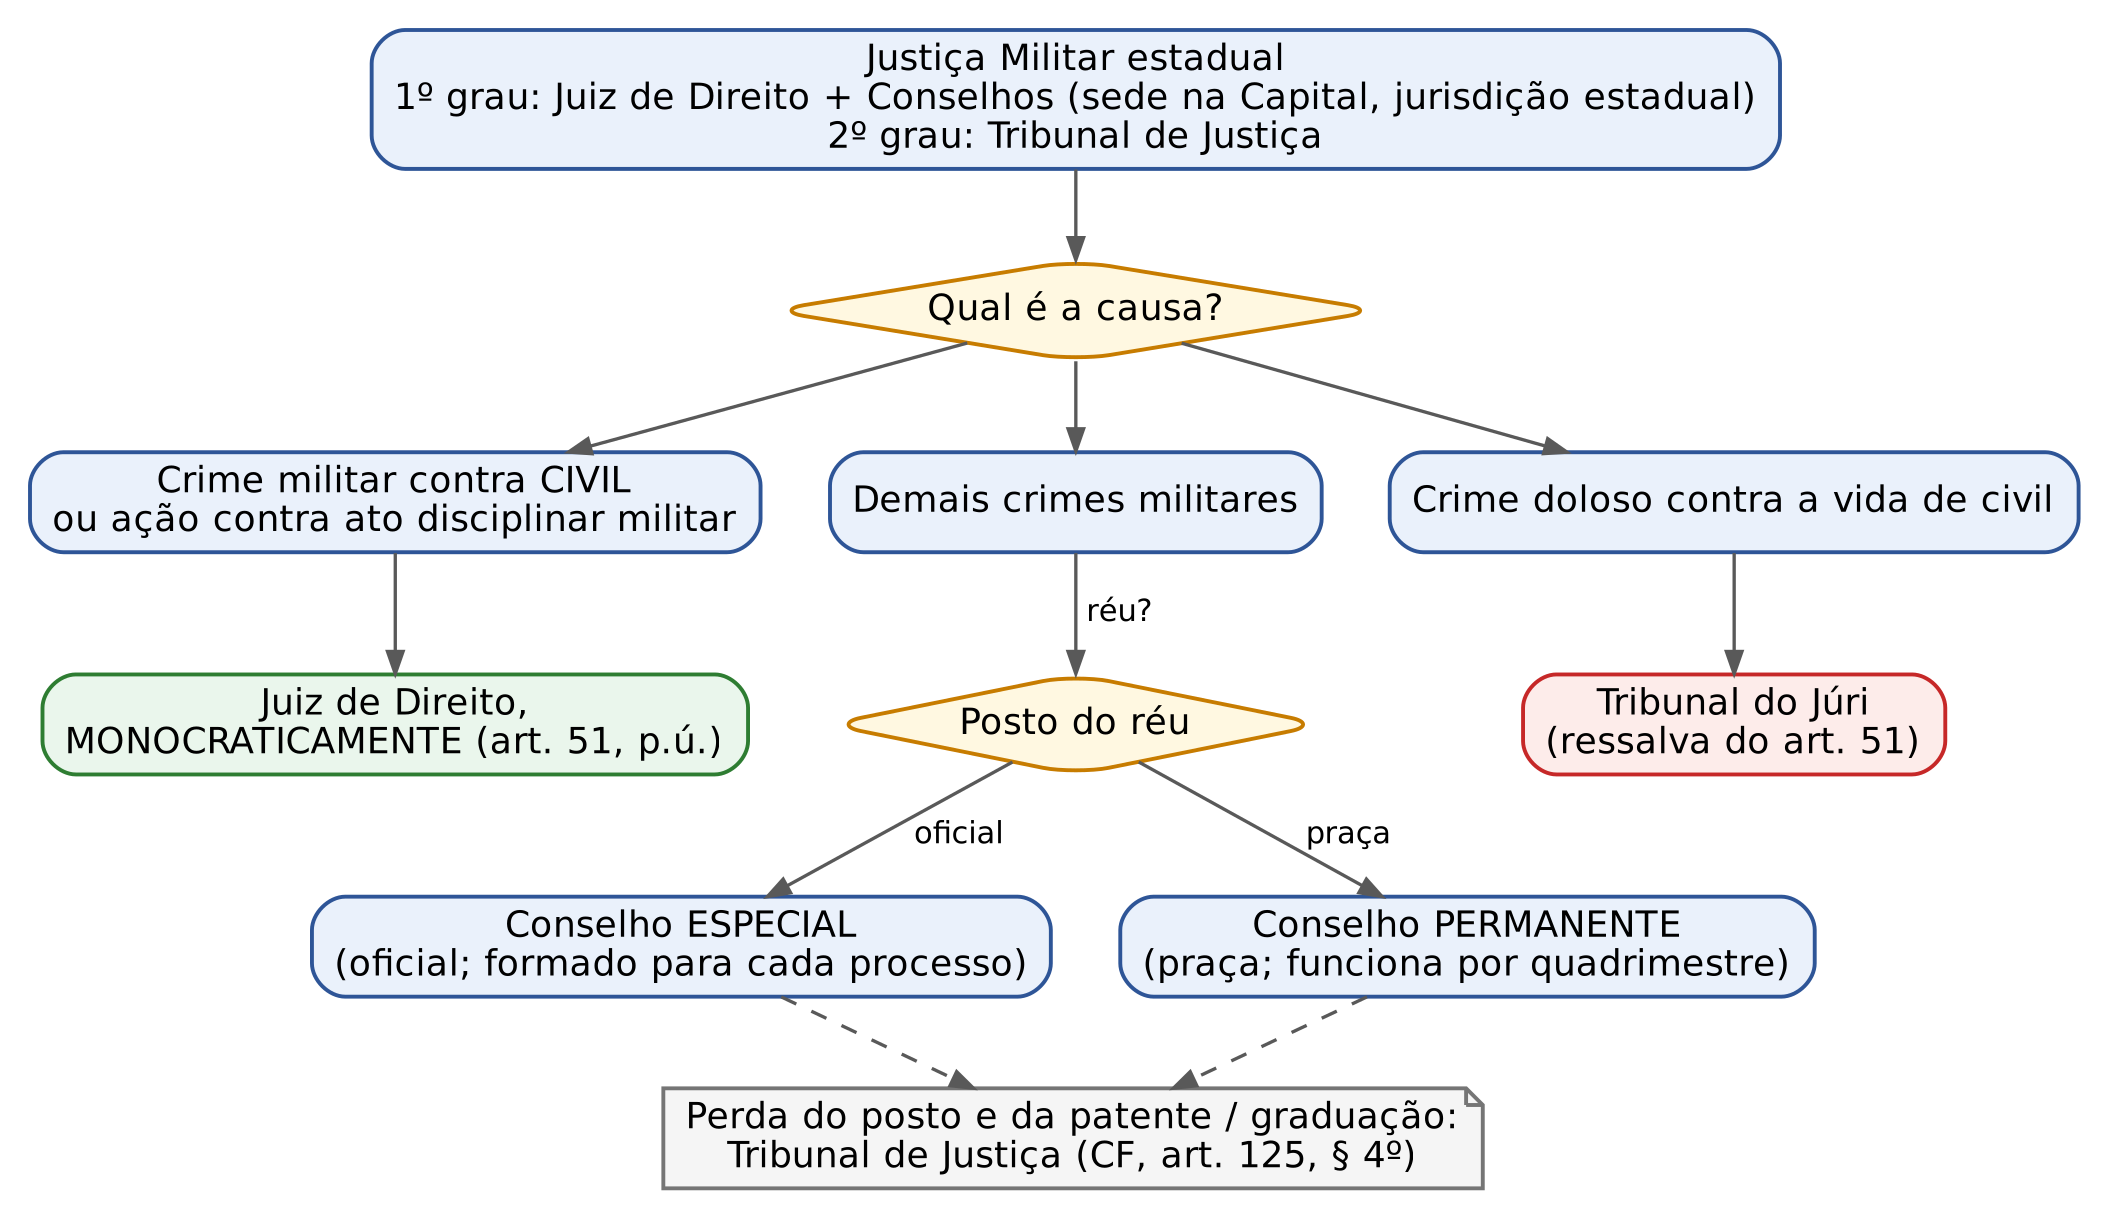 Justiça Militar estadual
1º grau: Juiz de Direito + Conselhos (sede na Capital, jurisdição estadual)
2º grau: Tribunal de Justiça
Qual é a causa?
Crime militar contra CIVIL
ou ação contra ato disciplinar militar
Demais crimes militares
Crime doloso contra a vida de civil
réu?
Juiz de Direito,
MONOCRATICAMENTE (art. 51, p.ú.)
Posto do réu
Tribunal do Júri
(ressalva do art. 51)
oficial
praça
Conselho ESPECIAL
(oficial; formado para cada processo)
Conselho PERMANENTE
(praça; funciona por quadrimestre)
Perda do posto e da patente / graduação:
Tribunal de Justiça (CF, art. 125, § 4º)